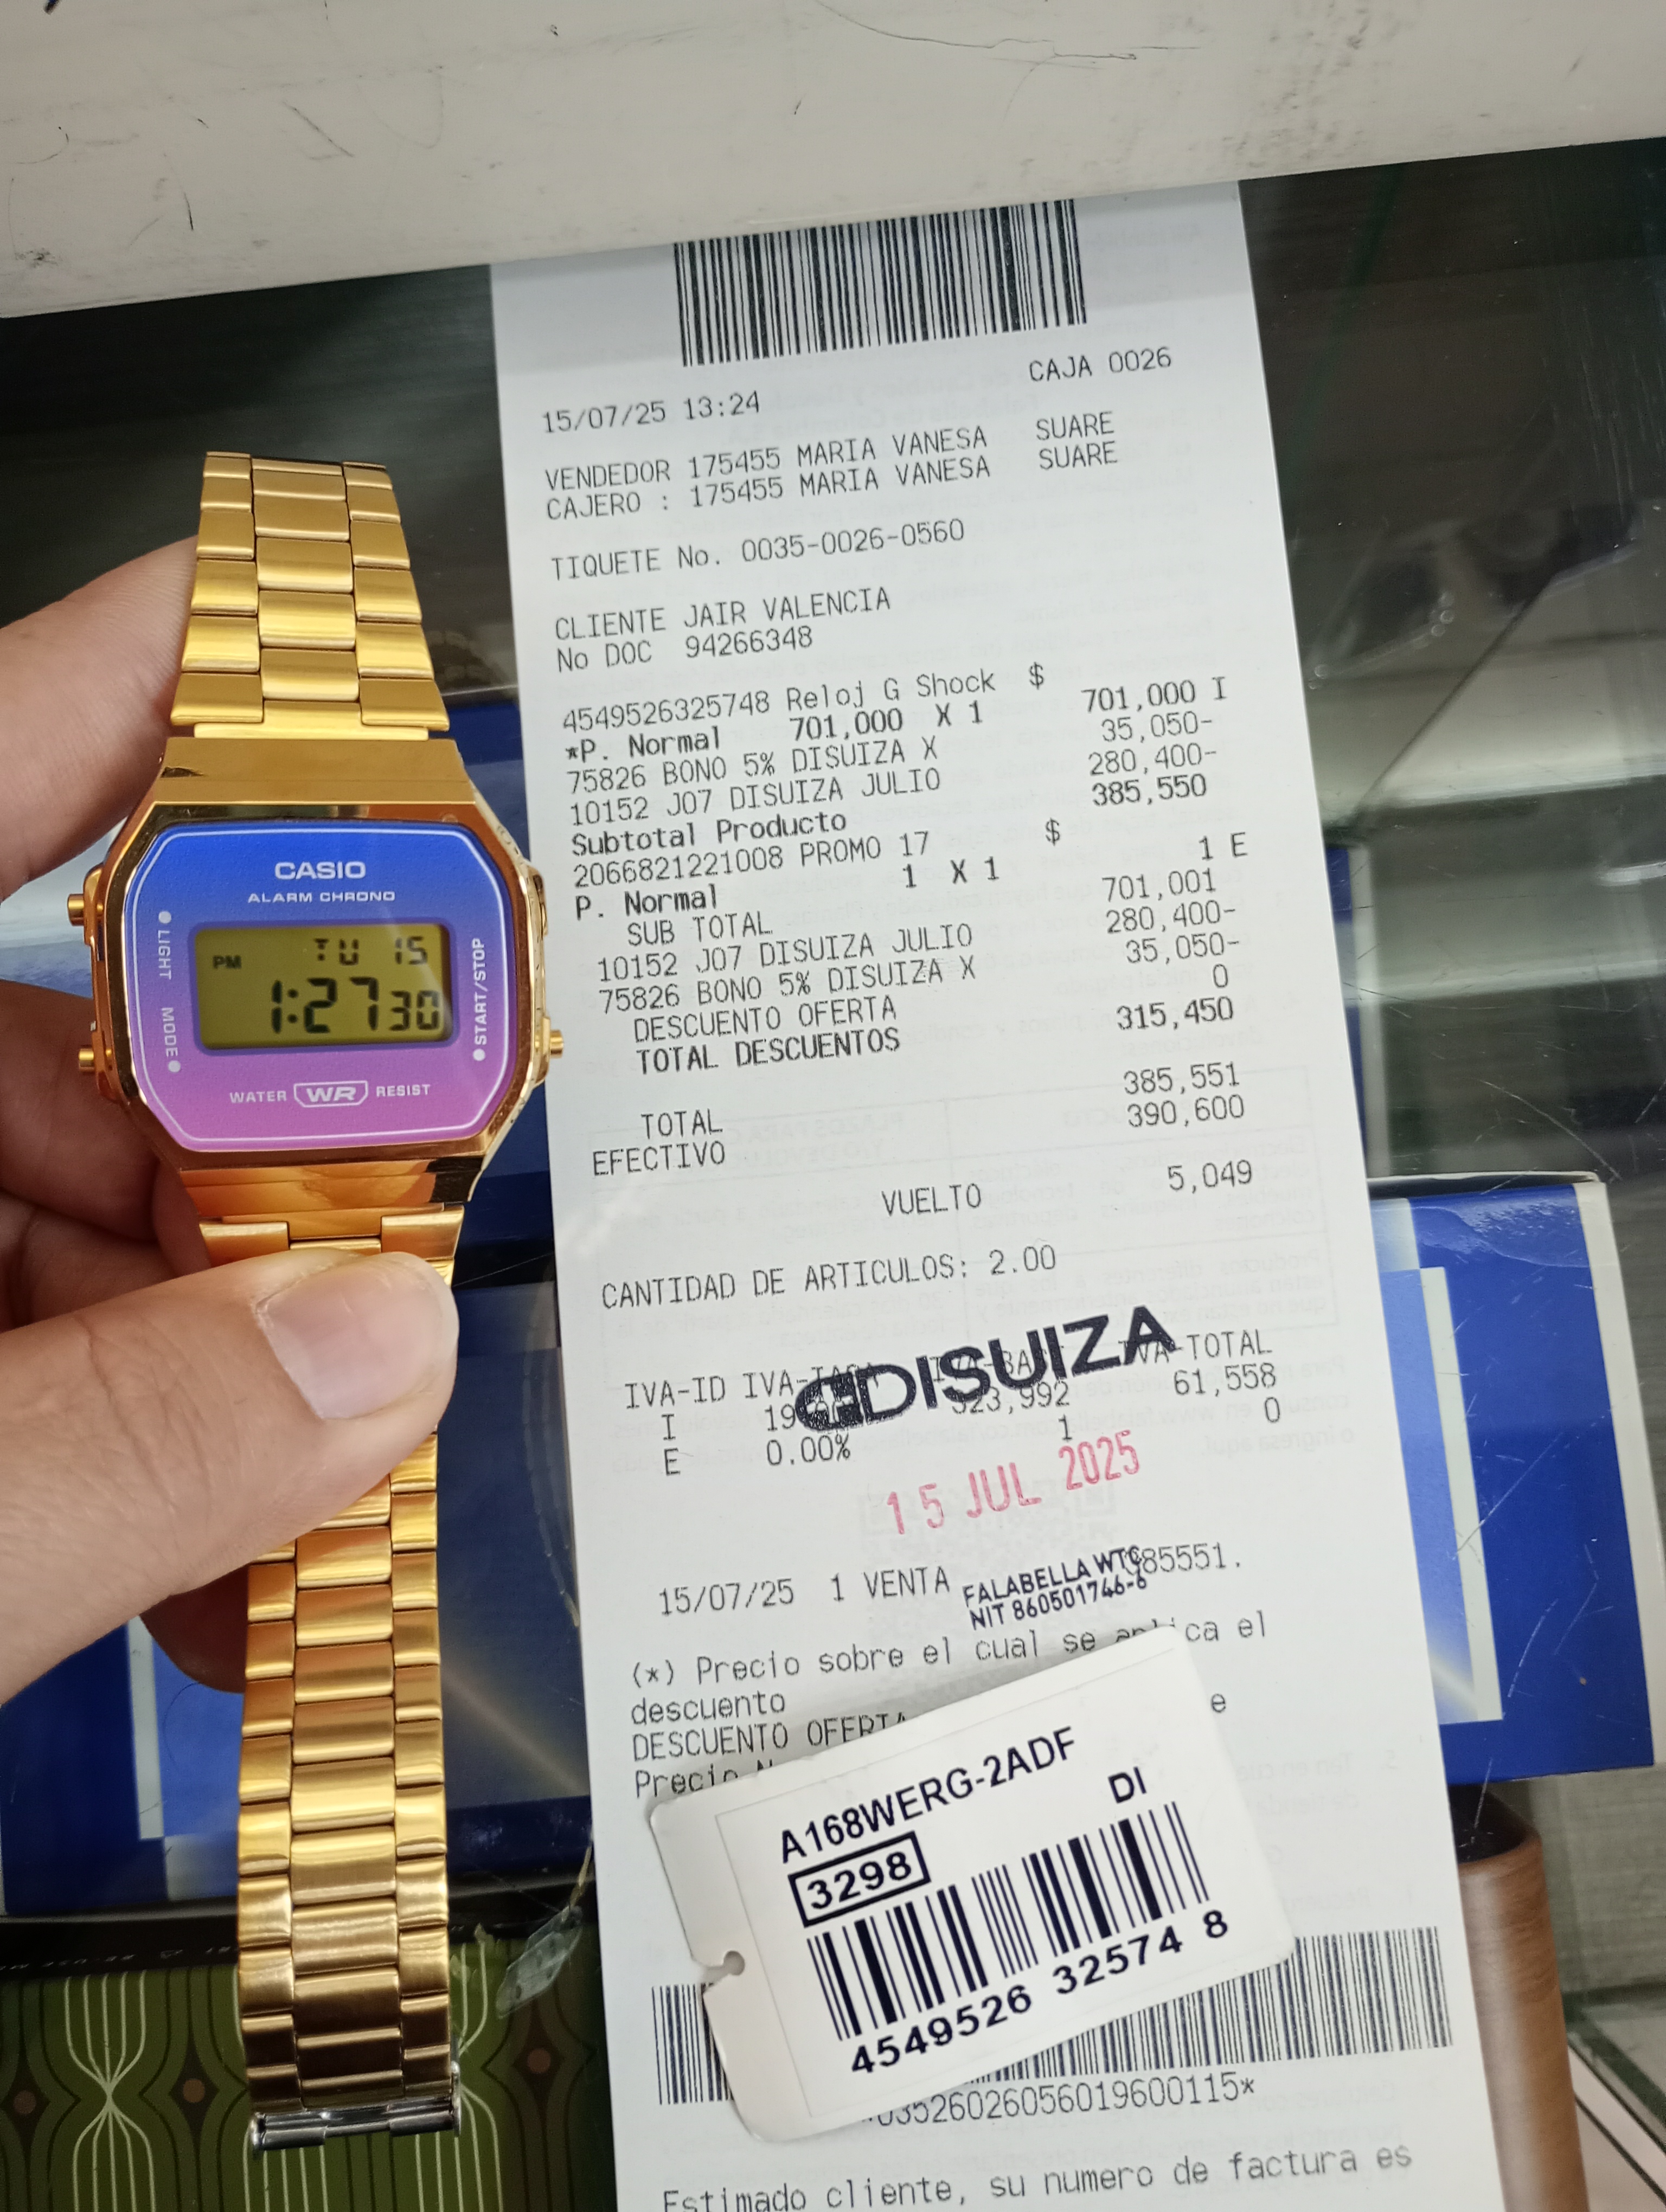 CASIO
ALARM CHRONO
LIGHT
MODE
START/STOP
PM TU 15
1:27 30
WATER WR RESIST
CAJA 0026
15/07/25 13:24
VENDEDOR 175455 MARIA VANESA SUARE
CAJERO : 175455 MARIA VANESA SUARE
TIQUETE No. 0035-0026-0560
CLIENTE JAIR VALENCIA
No DOC 94266348
4549526325748 Reloj G Shock $ 701,000 I
*P. Normal 701,000 X 1
75826 BONO 5% DISUIZA X 35,050-
10152 J07 DISUIZA JULIO 280,400-
Subtotal Producto 385,550
2066821221008 PROMO 17 $ 1 E
P. Normal 1 X 1
SUB TOTAL 701,001
10152 J07 DISUIZA JULIO 280,400-
75826 BONO 5% DISUIZA X 35,050-
DESCUENTO OFERTA 0
TOTAL DESCUENTOS 315,450
TOTAL 385,551
EFECTIVO 390,600
VUELTO 5,049
CANTIDAD DE ARTICULOS: 2.00
DISUIZA
IVA-ID IVA-TASA IVA-TOTAL
I 19 323,992 61,558
E 0.00% 1 0
15 JUL 2025
15/07/25 1 VENTA 85551.
FALABELLA WTC
NIT 860501746-6
(*) Precio sobre el cual se aplica el
descuento
DESCUENTO OFERTA e
Precio
A168WERG-2ADF
DI
3298
4549526 32574 8
03526026056019600115*
Estimado cliente, su numero de factura es